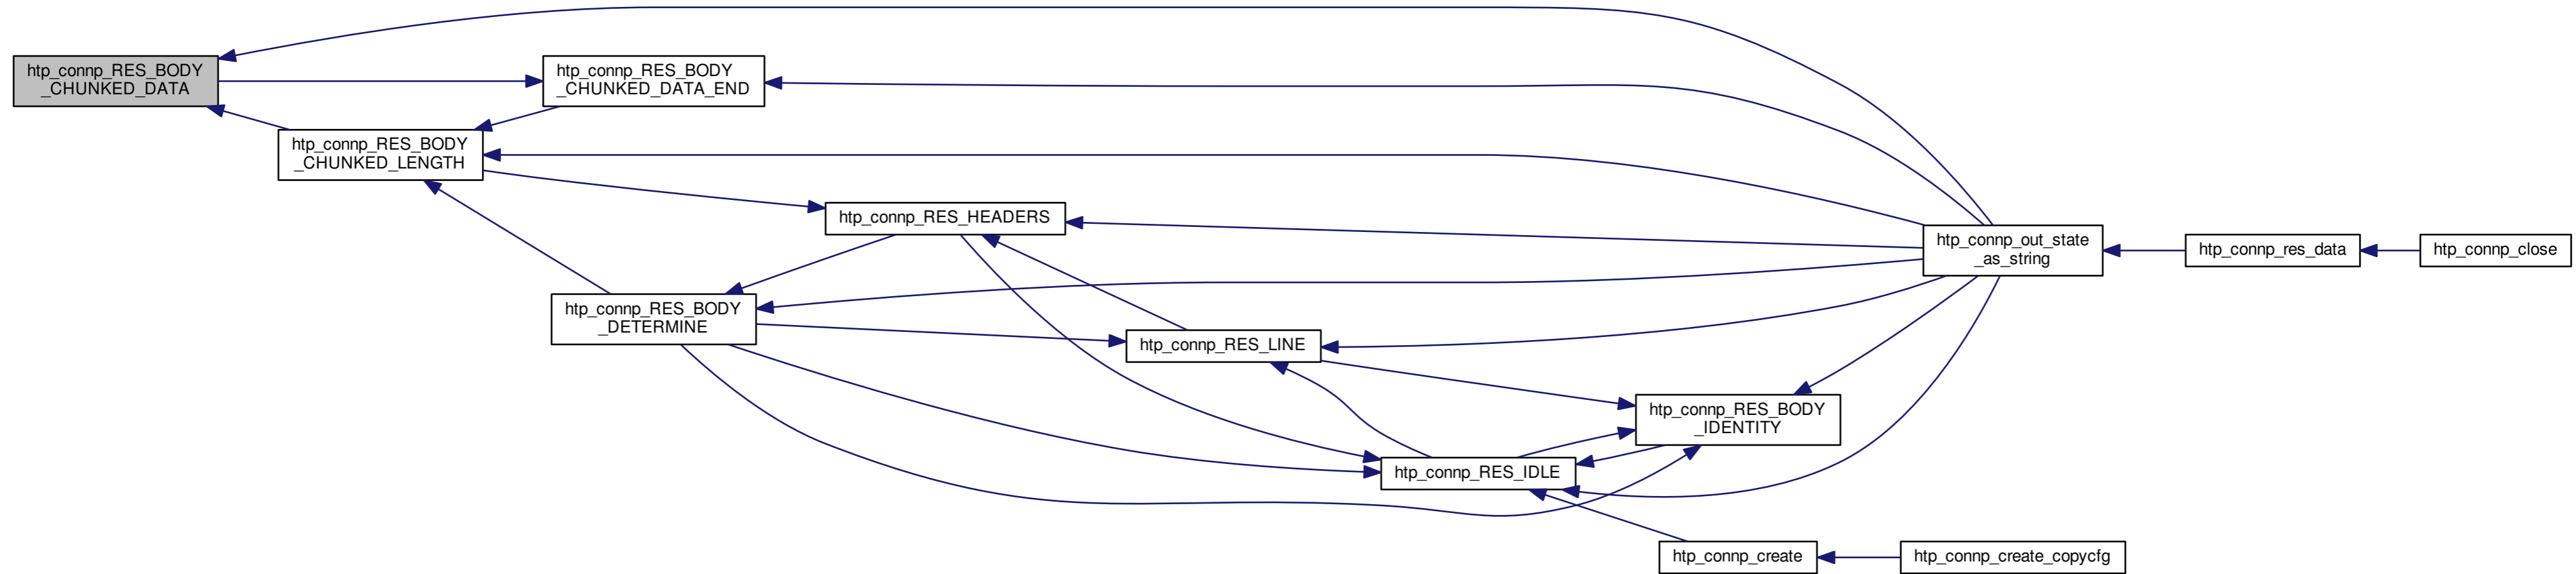 htp_connp_RES_BODY
_CHUNKED_DATA
htp_connp_RES_BODY
_CHUNKED_DATA_END
htp_connp_RES_BODY
_CHUNKED_LENGTH
htp_connp_RES_HEADERS
htp_connp_out_state
_as_string
htp_connp_res_data
htp_connp_close
htp_connp_RES_BODY
_DETERMINE
htp_connp_RES_LINE
htp_connp_RES_BODY
_IDENTITY
htp_connp_RES_IDLE
htp_connp_create
htp_connp_create_copycfg